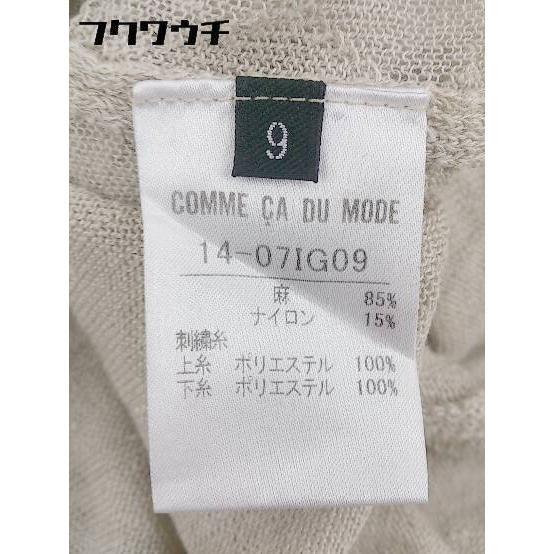 フクワウチ
9
COMME ÇA DU MODE
14-07IG09
麻 85%
ナイロン 15%
刺繍糸
上糸 ポリエステル 100%
下糸 ポリエステル 100%